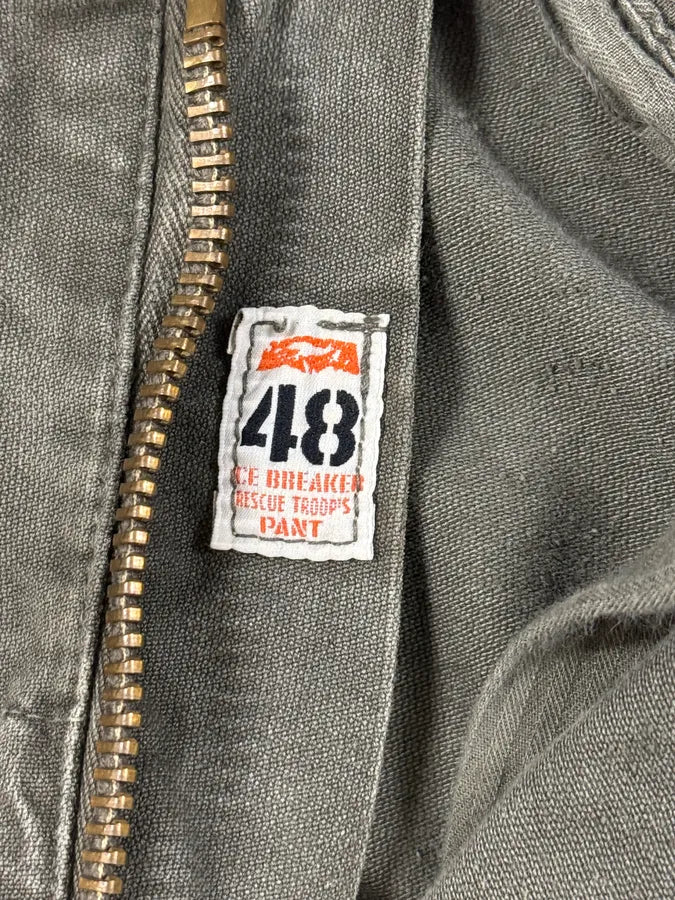 48
CE BREAKER
RESCUE TROOP'S
PANT